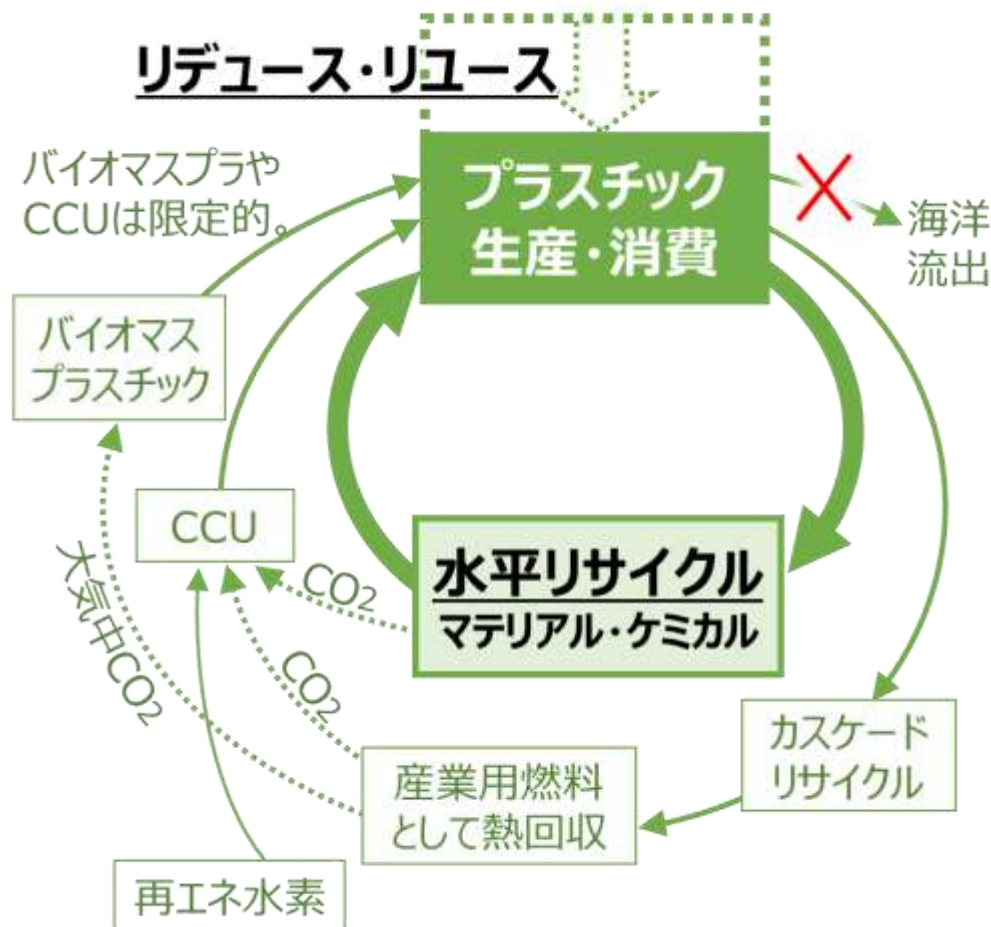 リデュース・リユース
バイオマスプラや
CCUは限定的。
プラスチック
生産・消費
海洋
流出
バイオマス
プラスチック
CCU
水平リサイクル
マテリアル・ケミカル
CO2
CO2
大気中CO2
カスケード
リサイクル
産業用燃料
として熱回収
再エネ水素